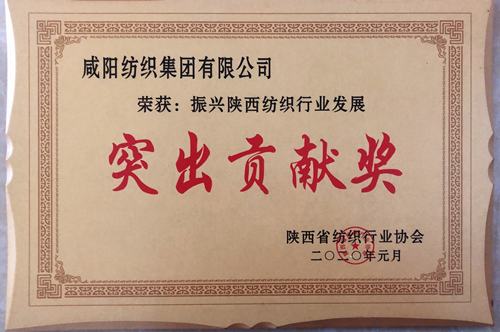 咸阳纺织集团有限公司
荣获：振兴陕西纺织行业发展
突出贡献奖
陕西省纺织行业协会
二〇二〇年元月